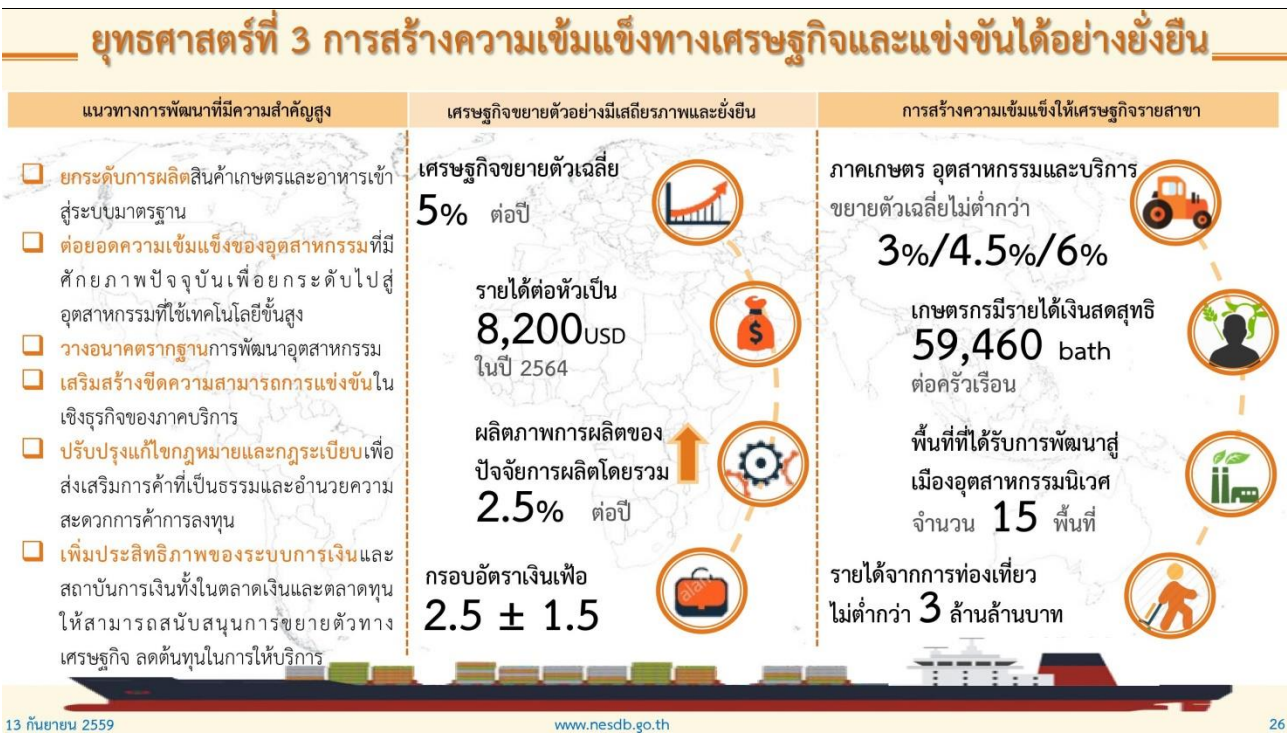 ยุทธศาสตร์ที่ 3 การสร้างความเข้มแข็งทางเศรษฐกิจและแข่งขันได้อย่างยั่งยืน
แนวทางการพัฒนาที่มีความสำคัญสูง
ยกระดับการผลิตสินค้าเกษตรและอาหารเข้า
สู่ระบบมาตรฐาน
ต่อยอดความเข้มแข็งของอุตสาหกรรมที่มี
ศักยภาพปัจจุบันเพื่อยกระดับไปสู่
อุตสาหกรรมที่ใช้เทคโนโลยีขั้นสูง
วางอนาคตรากฐานการพัฒนาอุตสาหกรรม
เสริมสร้างขีดความสามารถการแข่งขันใน
เชิงธุรกิจของภาคบริการ
ปรับปรุงแก้ไขกฎหมายและกฎระเบียบเพื่อ
ส่งเสริมการค้าที่เป็นธรรมและอำนวยความ
สะดวกการค้าการลงทุน
เพิ่มประสิทธิภาพของระบบการเงินและ
สถาบันการเงินทั้งในตลาดเงินและตลาดทุน
ให้สามารถสนับสนุนการขยายตัวทาง
เศรษฐกิจ ลดต้นทุนในการให้บริการ
เศรษฐกิจขยายตัวอย่างมีเสถียรภาพและยั่งยืน
เศรษฐกิจขยายตัวเฉลี่ย
5% ต่อปี
รายได้ต่อหัวเป็น
8,200USD
ในปี 2564
ผลิตภาพการผลิตของ
ปัจจัยการผลิตโดยรวม
2.5% ต่อปี
กรอบอัตราเงินเฟ้อ
2.5 ± 1.5
การสร้างความเข้มแข็งให้เศรษฐกิจรายสาขา
ภาคเกษตร อุตสาหกรรมและบริการ
ขยายตัวเฉลี่ยไม่ต่ำกว่า
3%/4.5%/6%
เกษตรกรมีรายได้เงินสดสุทธิ
59,460 bath
ต่อครัวเรือน
พื้นที่ที่ได้รับการพัฒนาสู่
เมืองอุตสาหกรรมนิเวศ
จำนวน 15 พื้นที่
รายได้จากการท่องเที่ยว
ไม่ต่ำกว่า 3 ล้านล้านบาท
13 กันยายน 2559
www.nesdb.go.th
26